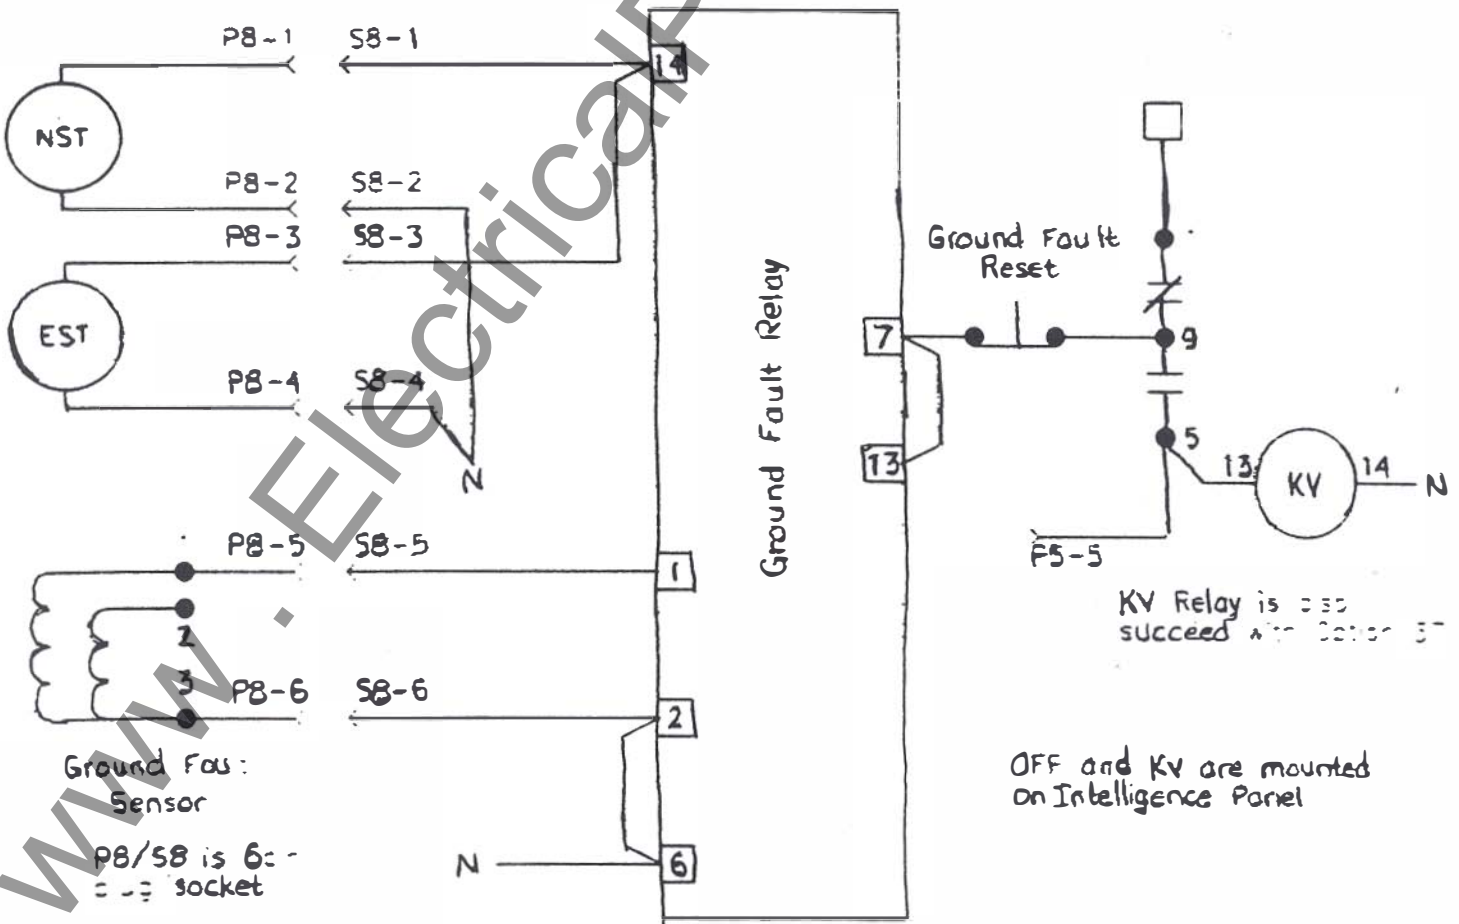 P8-1 S8-1
14
NST
P8-2 S8-2
P8-3 S8-3
EST
P8-4 S8-4
N
P8-5 S8-5
1
2
3
P8-6 S8-6
2
Ground
Sensor
P8/S8 is
socket
N
6
Ground Fault Relay
7
13
Ground Fault
Reset
9
5
13 KV 14 N
5-5
KV Relay is
succeed
OFF and KV are mounted
on Intelligence Panel
www.Electrical